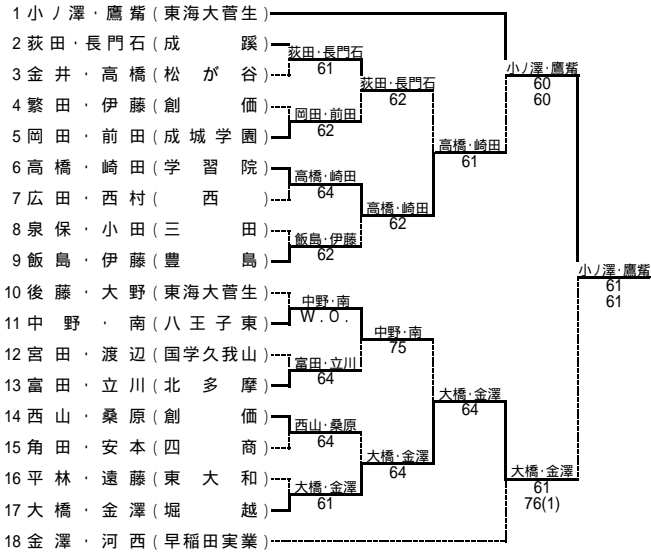 1 小ノ澤・鷹觜 (東海大菅生)
2 荻田・長門石 (成蹊)
荻田・長門石
61
3 金井・高橋 (松が谷)
荻田・長門石
62
小ノ澤・鷹觜
60
60
4 繁田・伊藤 (創価)
岡田・前田
62
5 岡田・前田 (成城学園)
高橋・崎田
61
6 高橋・崎田 (学習院)
高橋・崎田
64
7 広田・西村 (西)
高橋・崎田
62
8 泉保・小田 (三田)
飯島・伊藤
62
9 飯島・伊藤 (豊島)
小ノ澤・鷹觜
61
61
10 後藤・大野 (東海大菅生)
中野・南
W.O.
11 中野・南 (八王子東)
中野・南
75
12 宮田・渡辺 (国学久我山)
富田・立川
64
13 富田・立川 (北多摩)
大橋・金澤
64
14 西山・桑原 (創価)
西山・桑原
64
15 角田・安本 (四商)
大橋・金澤
64
16 平林・遠藤 (東大和)
大橋・金澤
61
大橋・金澤
61
76(1)
17 大橋・金澤 (堀越)
18 金澤・河西 (早稲田実業)